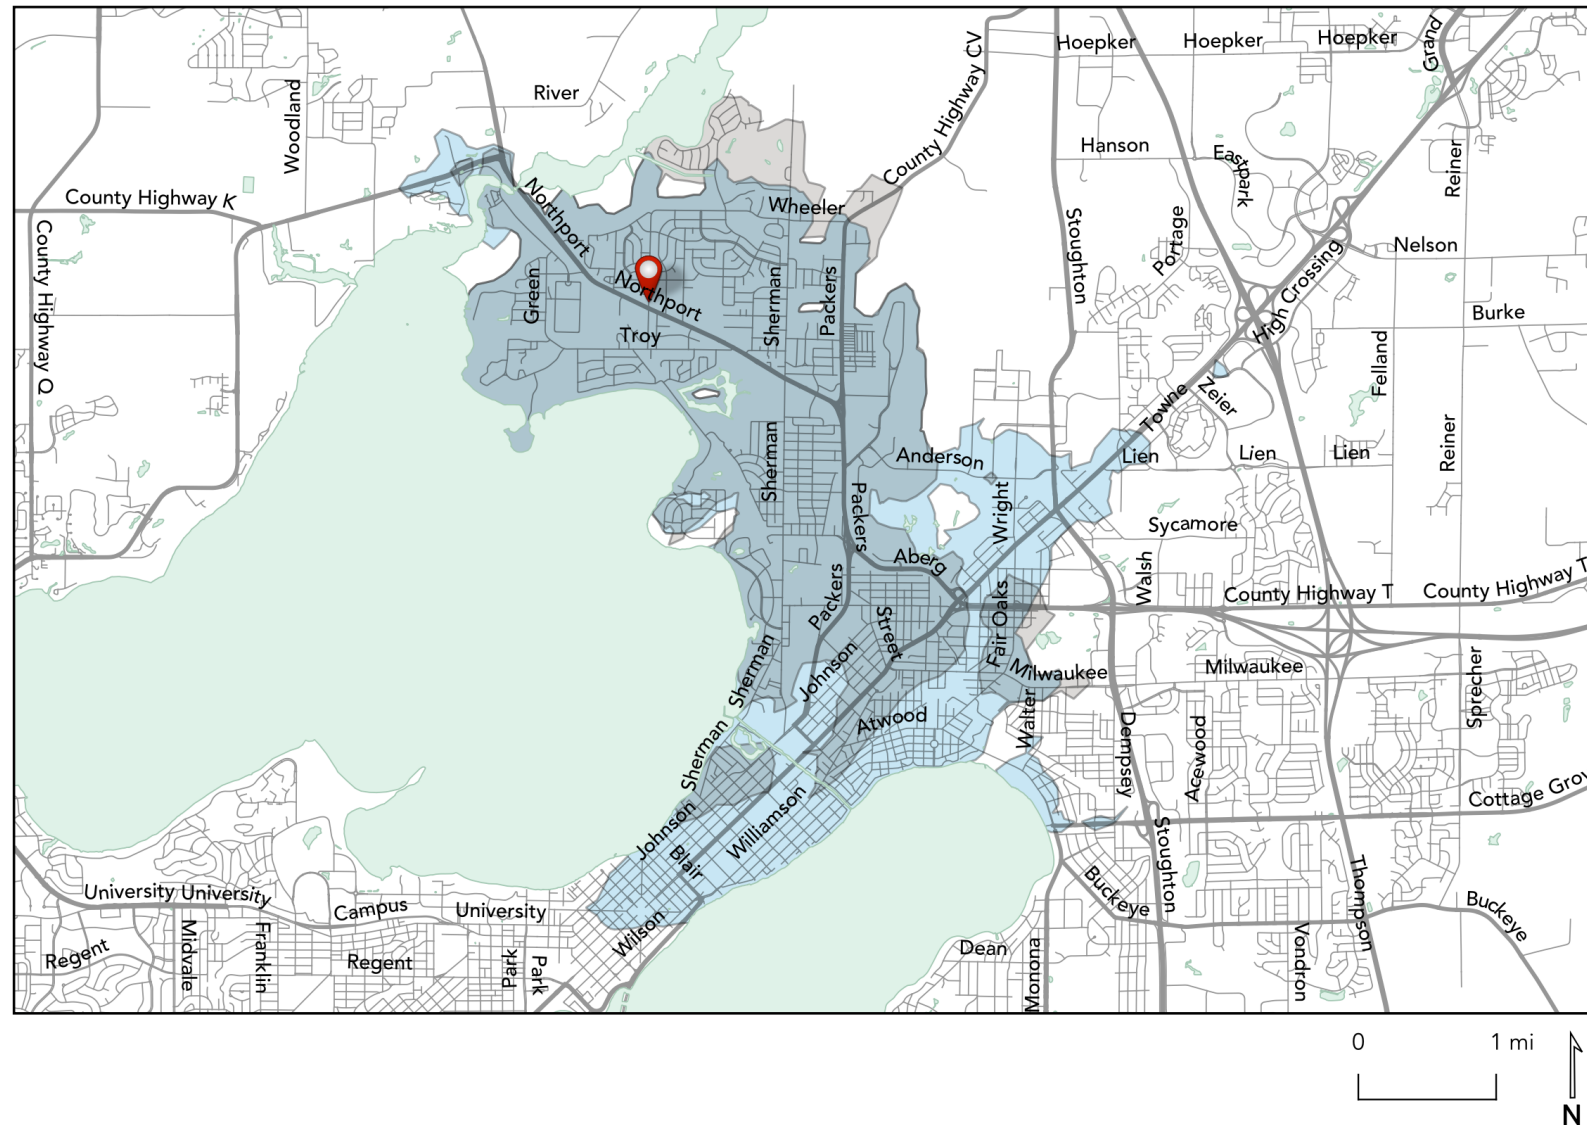 Hoepker
Hoepker
Hoepker
Grand
County Highway CV
River
Woodland
Hanson
Eastpark
Reiner
County Highway K
Northport
Wheeler
Stoughton
Portage
Nelson
County Highway Q
Green
Northport
Sherman
Packers
High Crossing
Burke
Troy
Felland
Zeier
Towne
Reiner
Sherman
Anderson
Lien
Lien
Lien
Packers
Wright
Sycamore
Aberg
Walsh
County Highway T
County Highway T
Packers
Street
Fair Oaks
Johnson
Sherman
Milwaukee
Milwaukee
Sprecher
Walter
Atwood
Dempsey
Acewood
Sherman
Cottage Grov
Johnson
Williamson
Blair
Stoughton
Thompson
University University
Campus
University
Buckeye
Buckeye
Wilson
Regent
Midvale
Franklin
Regent
Park
Park
Dean
Monona
Vondron
0 1 mi
N